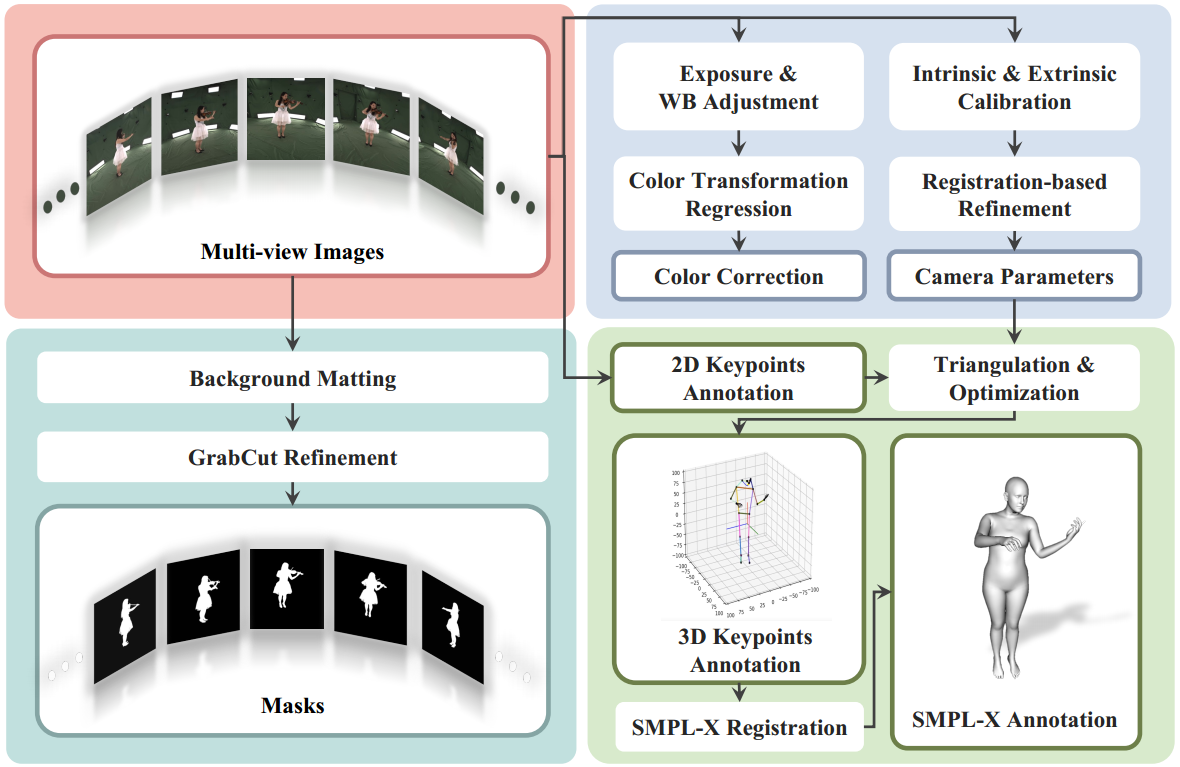 Multi-view Images
Exposure &
WB Adjustment
Color Transformation
Regression
Color Correction
Intrinsic & Extrinsic
Calibration
Registration-based
Refinement
Camera Parameters
Background Matting
GrabCut Refinement
Masks
2D Keypoints
Annotation
Triangulation &
Optimization
100
75
50
25
0
−25
−50
−75
−100
−100
−75
−50
−25
0
25
50
75
100
100
75
50
25
0
−25
−50
−75
−100
3D Keypoints
Annotation
SMPL-X Registration
SMPL-X Annotation